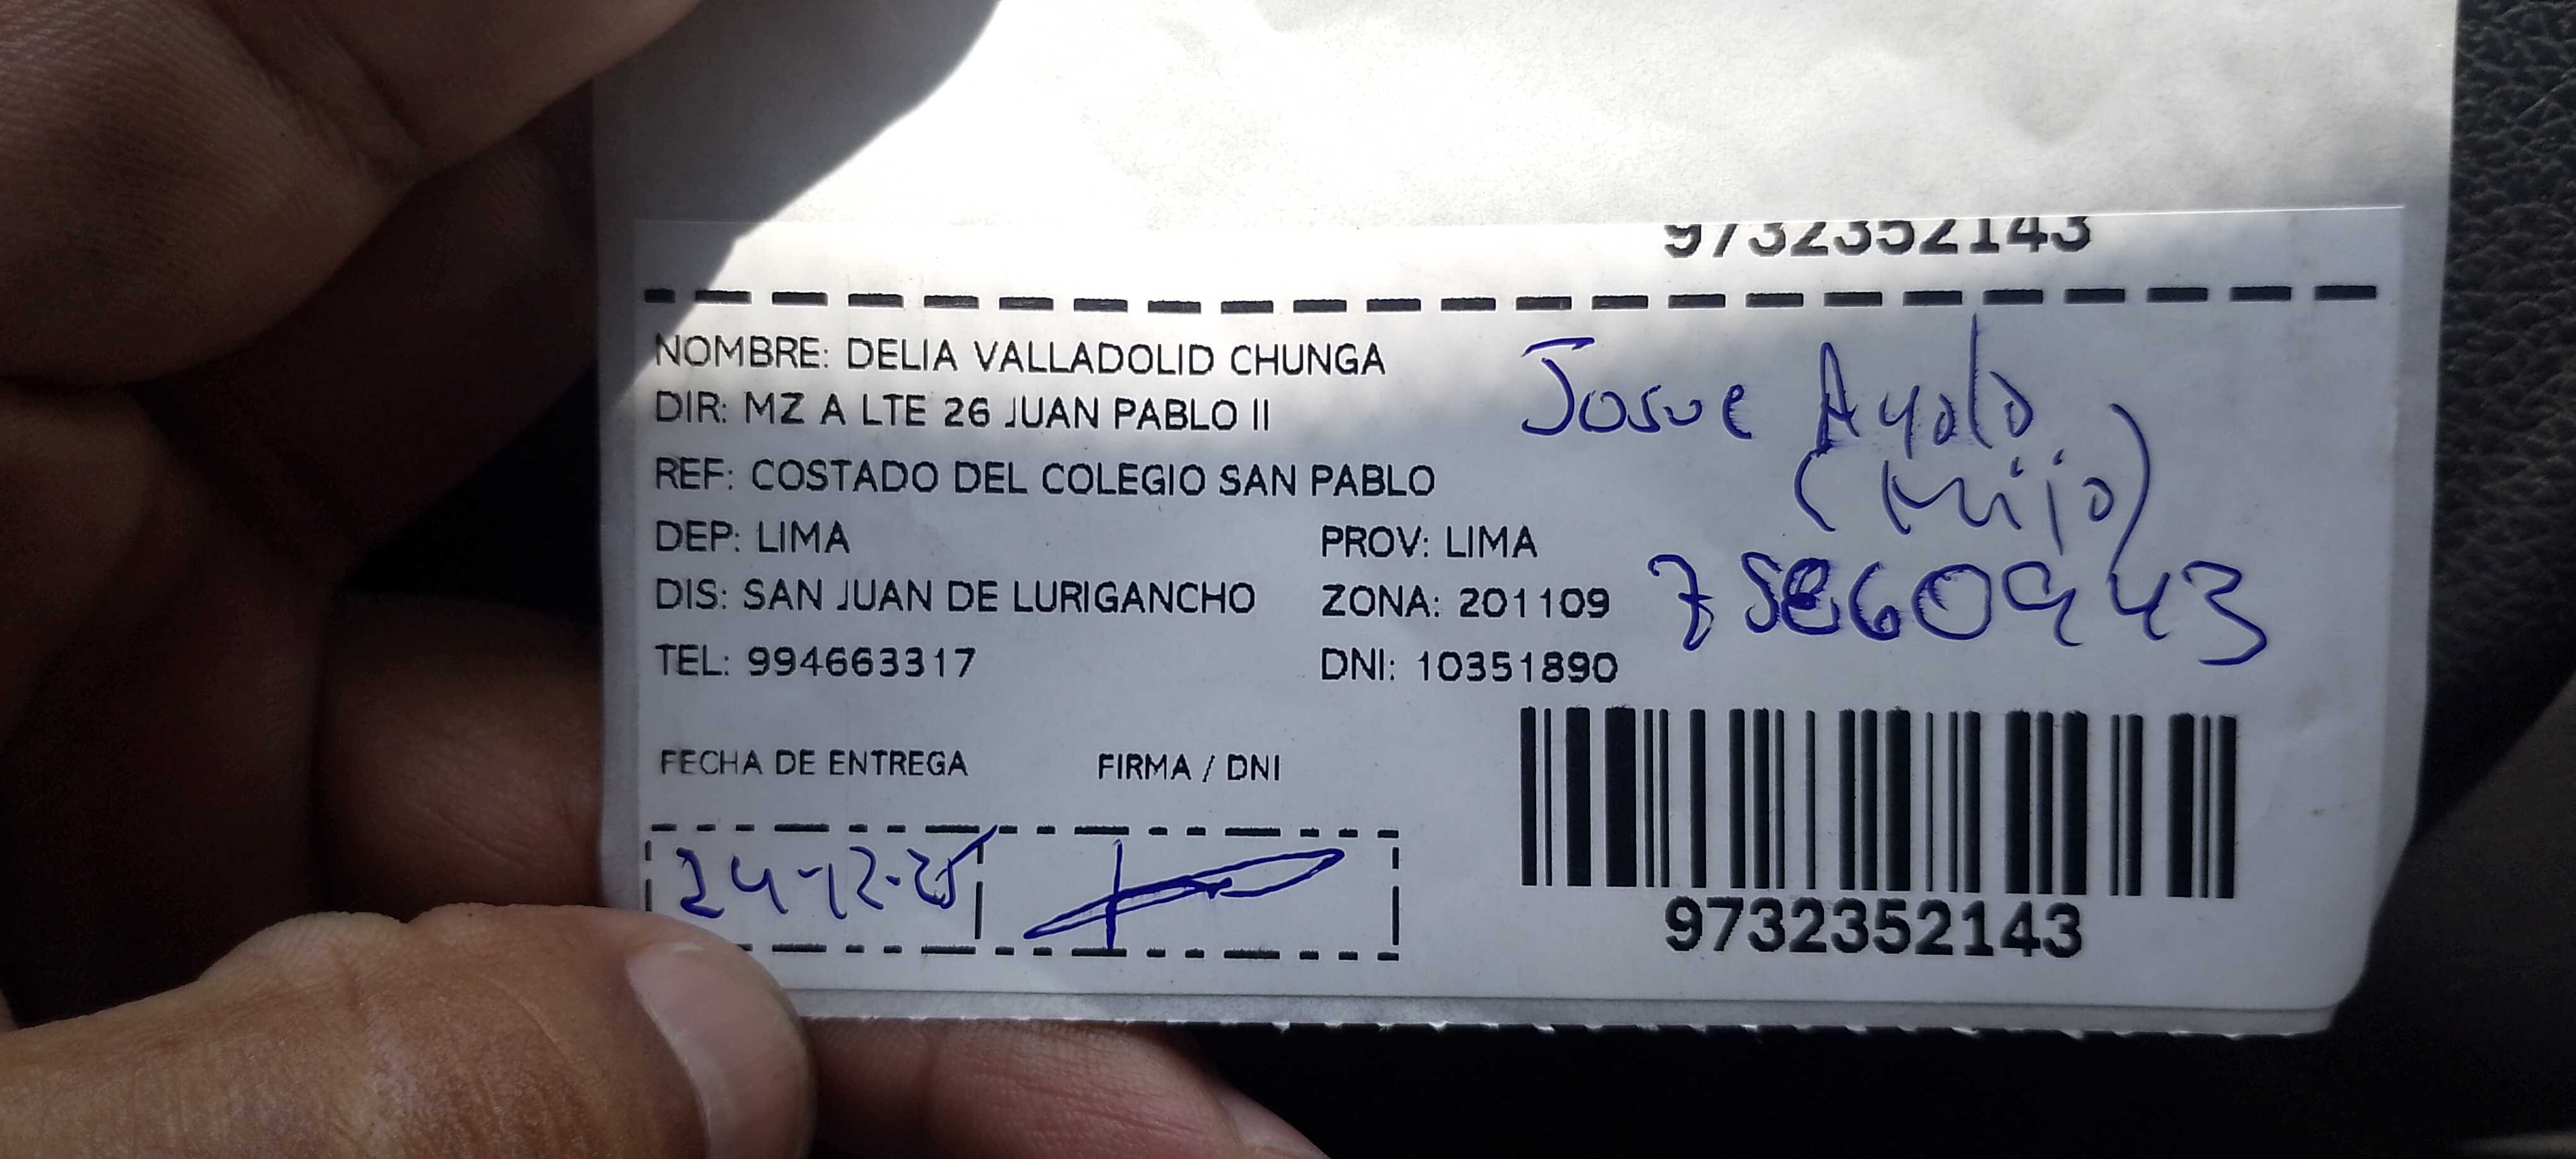 9732352143
NOMBRE: DELIA VALLADOLID CHUNGA
DIR: MZ A LTE 26 JUAN PABLO II
REF: COSTADO DEL COLEGIO SAN PABLO
DEP: LIMA PROV: LIMA
DIS: SAN JUAN DE LURIGANCHO ZONA: 201109
TEL: 994663317 DNI: 10351890
Josue Ayala
(Hijo)
75860943
FECHA DE ENTREGA FIRMA / DNI
24-12-25
9732352143